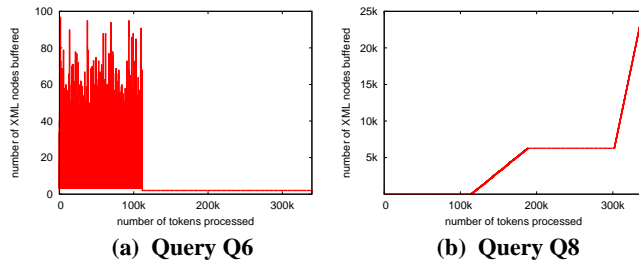 number of XML nodes buffered
100
80
60
40
20
0
0 100k 200k 300k
number of tokens processed
(a) Query Q6
number of XML nodes buffered
25k
20k
15k
10k
5k
0 100k 200k 300k
number of tokens processed
(b) Query Q8